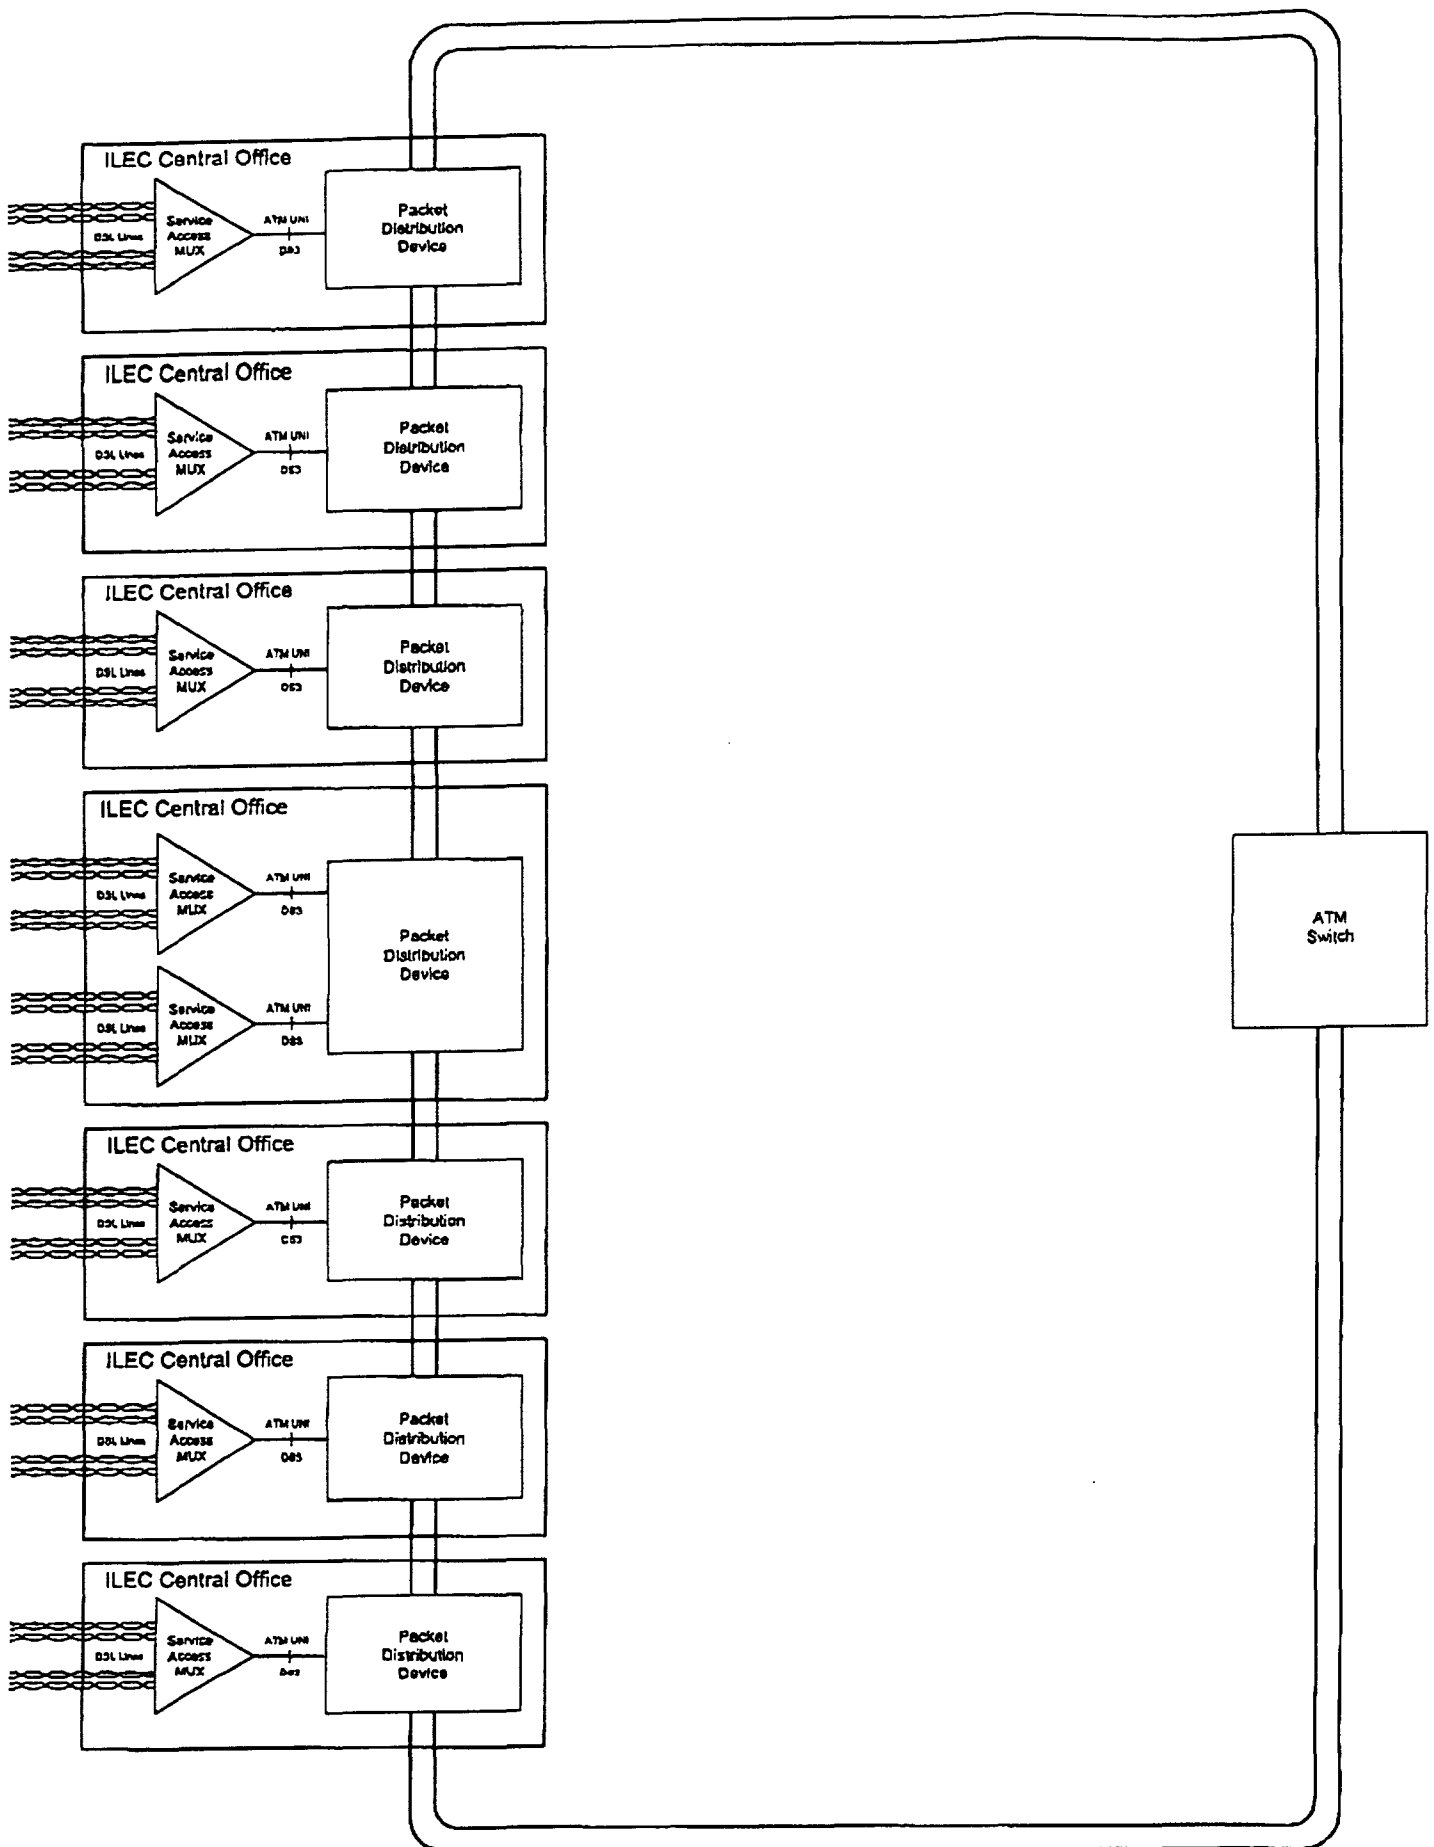 ILEC Central Office
Service
Access
MUX
DSL Lines
ATM UNI
DS3
Packet
Distribution
Device
ILEC Central Office
Service
Access
MUX
DSL Lines
ATM UNI
DS3
Packet
Distribution
Device
ILEC Central Office
Service
Access
MUX
DSL Lines
ATM UNI
DS3
Packet
Distribution
Device
ILEC Central Office
Service
Access
MUX
DSL Lines
ATM UNI
DS3
Packet
Distribution
Device
Service
Access
MUX
DSL Lines
ATM UNI
DS3
ATM
Switch
ILEC Central Office
Service
Access
MUX
DSL Lines
ATM UNI
DS3
Packet
Distribution
Device
ILEC Central Office
Service
Access
MUX
DSL Lines
ATM UNI
DS3
Packet
Distribution
Device
ILEC Central Office
Service
Access
MUX
DSL Lines
ATM UNI
DS3
Packet
Distribution
Device